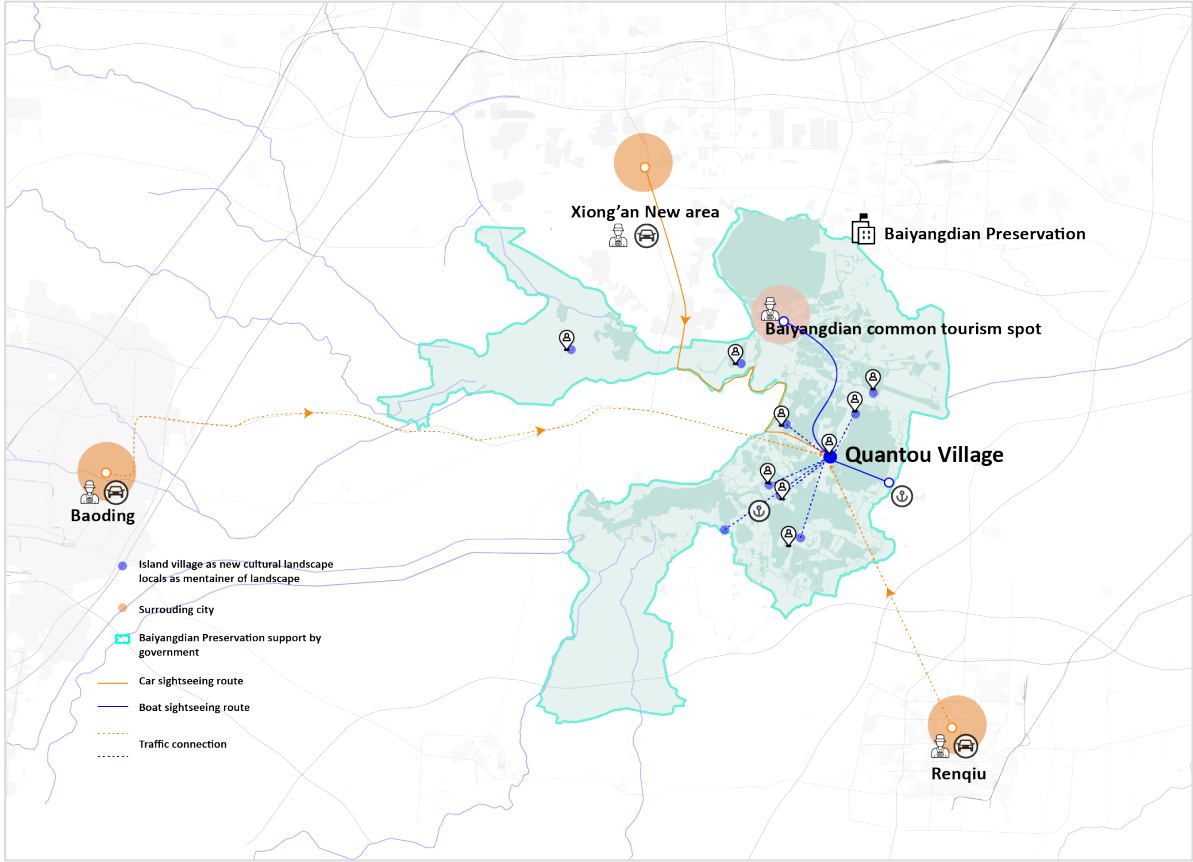 Xiong'an New area
Baiyangdian Preservation
Baiyangdian common tourism spot
Quantou Village
Baoding
Island village as new cultural landscape
locals as mentainer of landscape
Surrouding city
Baiyangdian Preservation support by
government
Car sightseeing route
Boat sightseeing route
Traffic connection
Renqiu